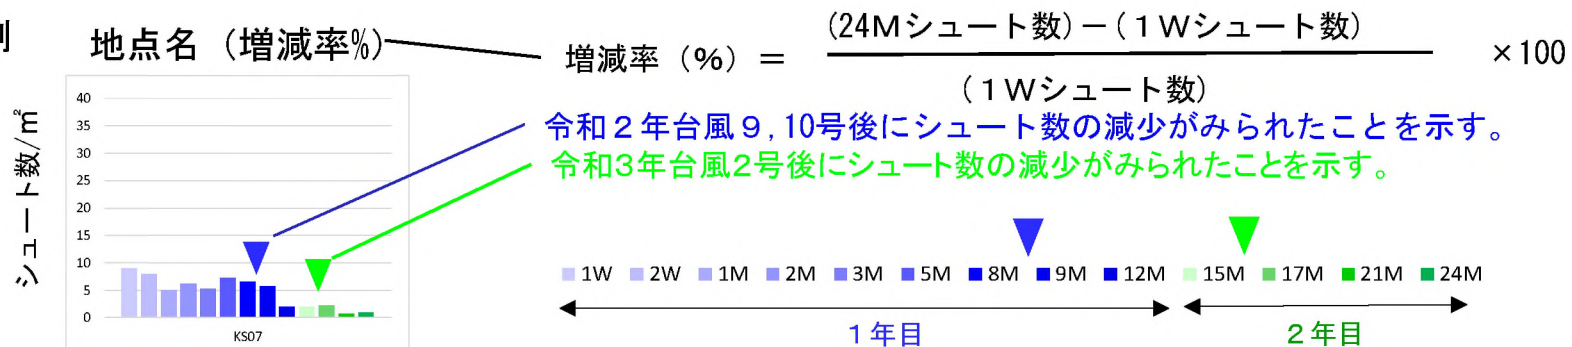 例
地点名（増減率%）
増減率（%）＝
(24Mシュート数)－(１Wシュート数)
(１Wシュート数)
×100
令和２年台風９,10号後にシュート数の減少がみられたことを示す。
令和3年台風2号後にシュート数の減少がみられたことを示す。
シュート数/㎡
40
35
30
25
20
15
10
5
0
KS07
1W 2W 1M 2M 3M 5M 8M 9M 12M 15M 17M 21M 24M
１年目
２年目